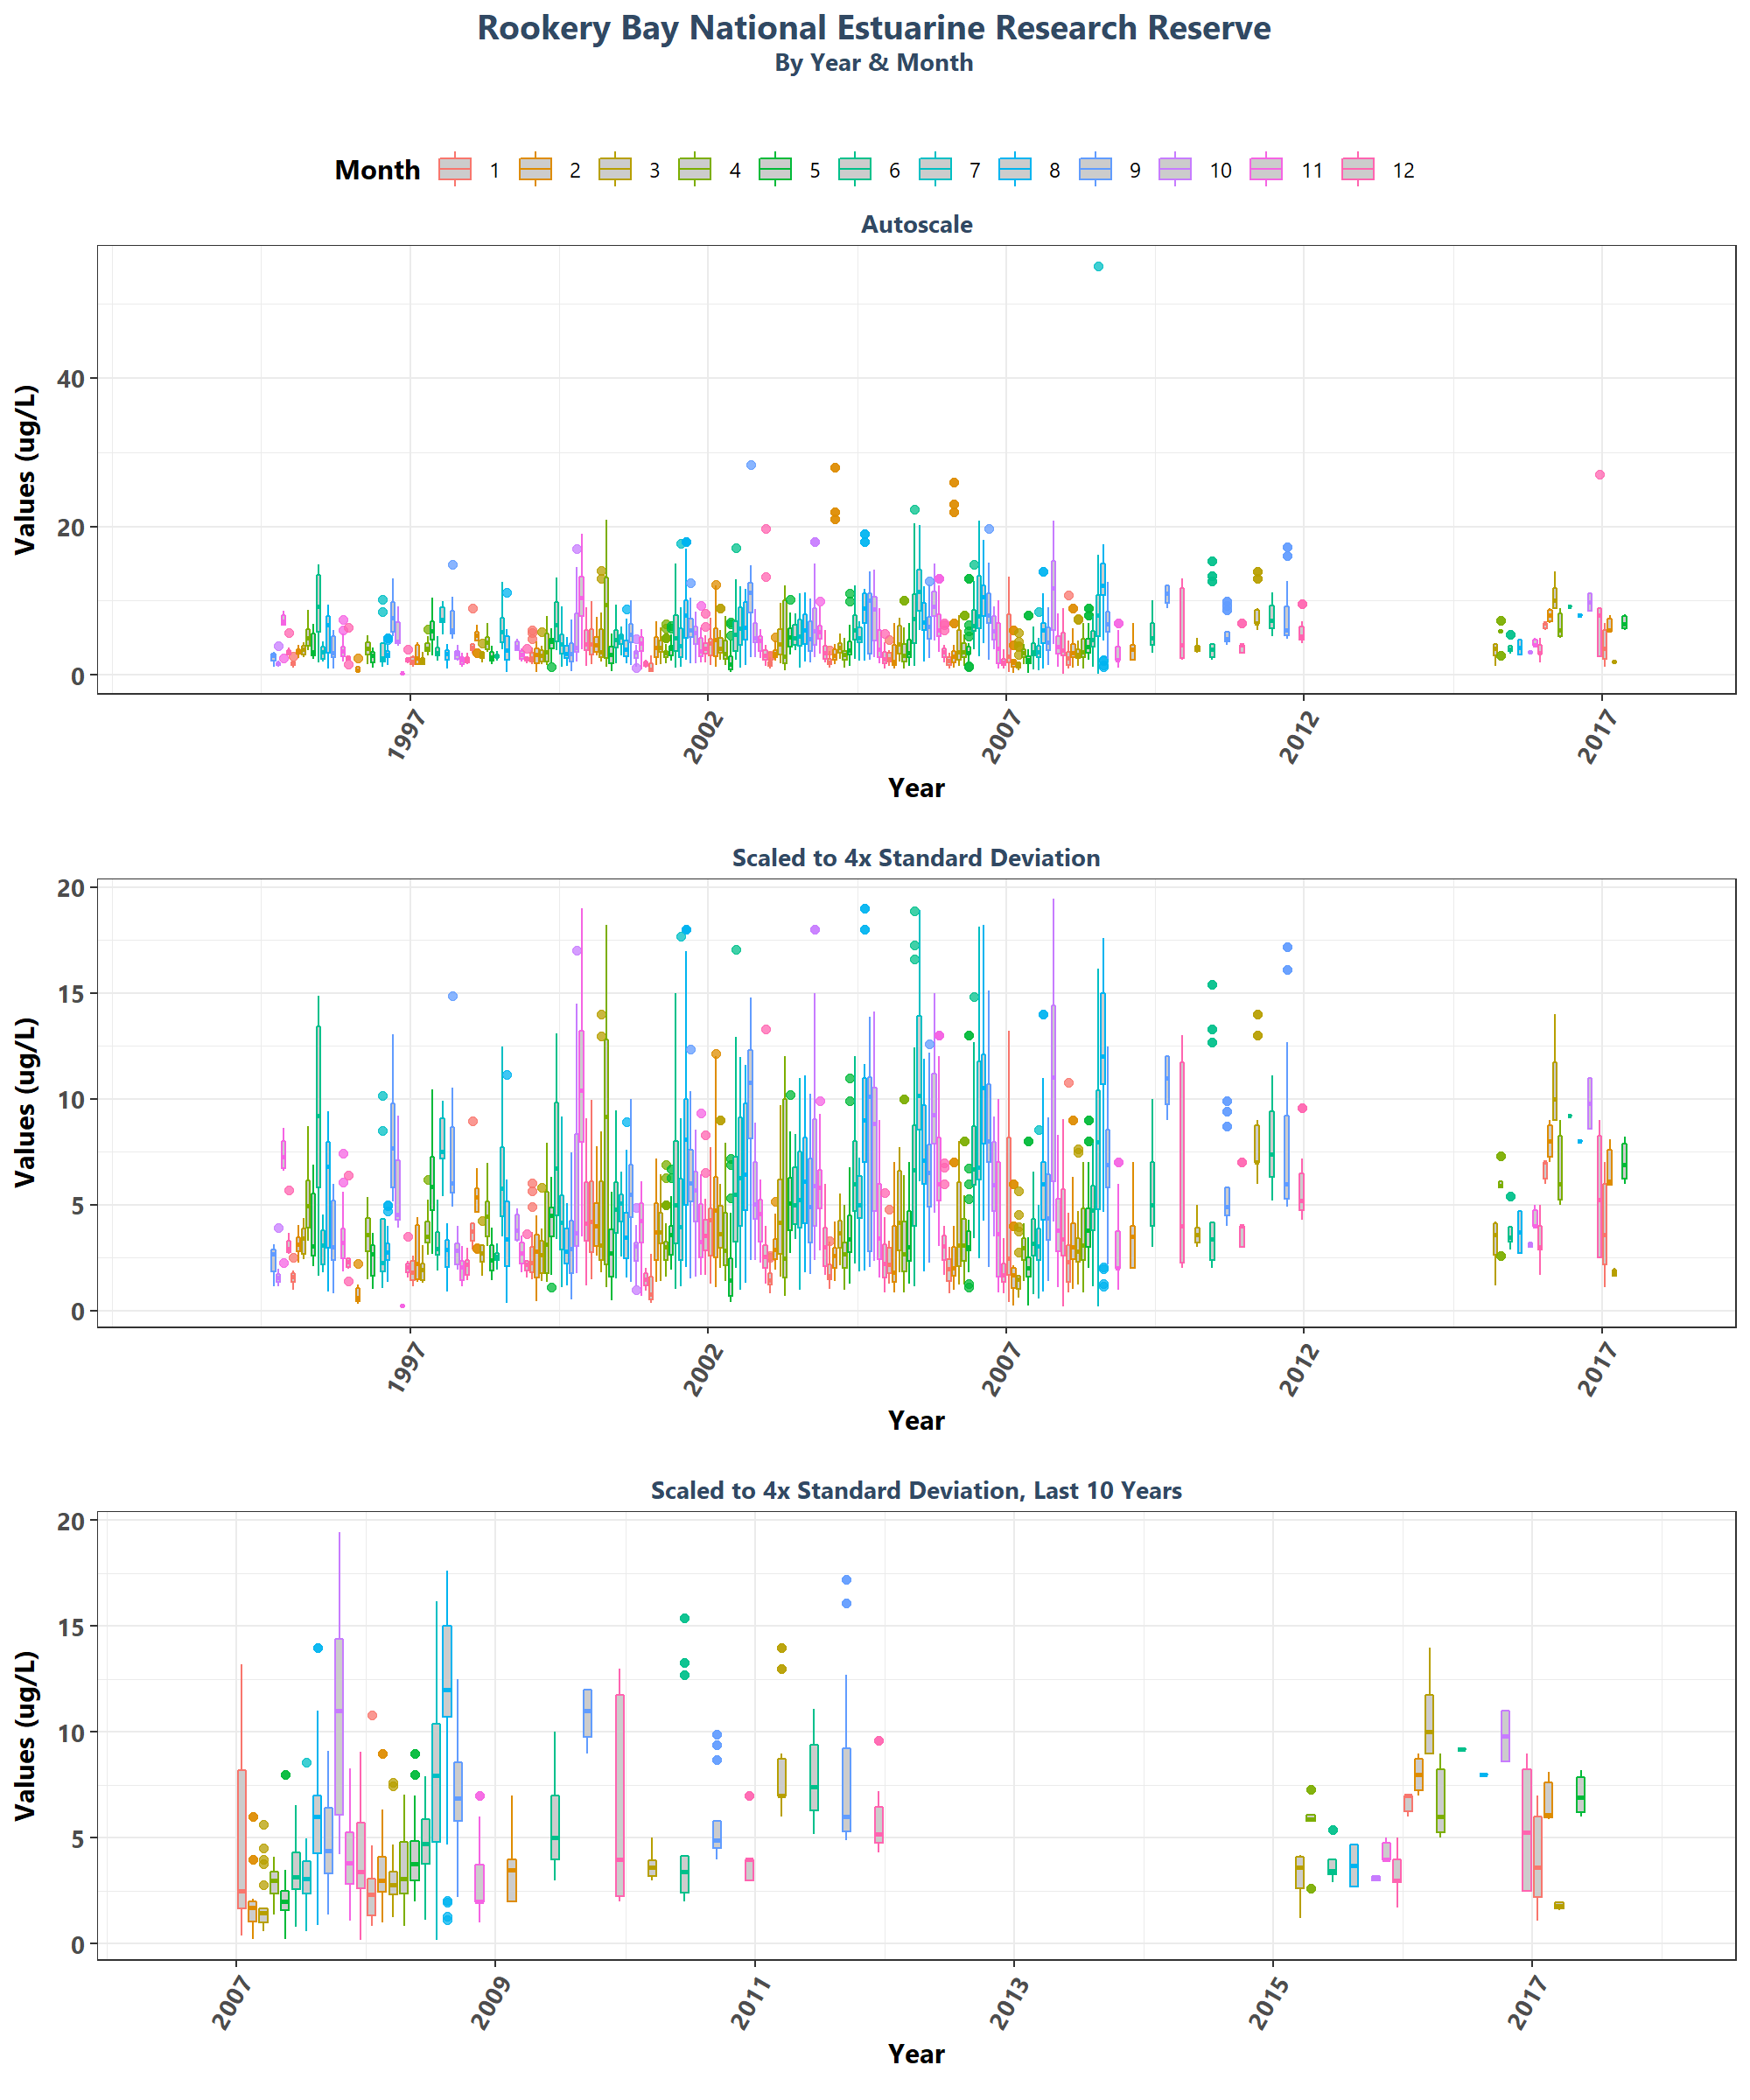 Rookery Bay National Estuarine Research Reserve
By Year & Month
Month 1 2 3 4 5 6 7 8 9 10 11 12
Autoscale
Values (ug/L)
40
20
0
1997 2002 2007 2012 2017
Year
Scaled to 4x Standard Deviation
Values (ug/L)
20
15
10
5
0
1997 2002 2007 2012 2017
Year
Scaled to 4x Standard Deviation, Last 10 Years
Values (ug/L)
20
15
10
5
0
2007 2009 2011 2013 2015 2017
Year